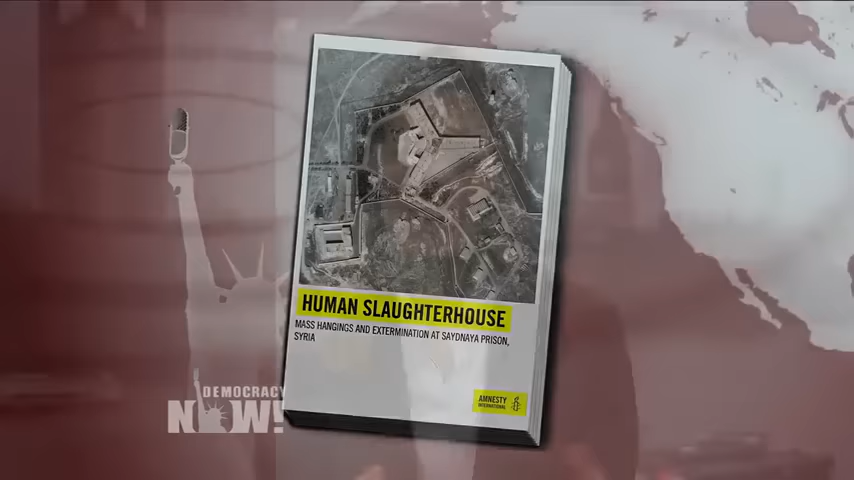 HUMAN SLAUGHTERHOUSE
MASS HANGINGS AND EXTERMINATION AT SAYDNAYA PRISON,
SYRIA
AMNESTY
INTERNATIONAL
DEMOCRACY
NOW!